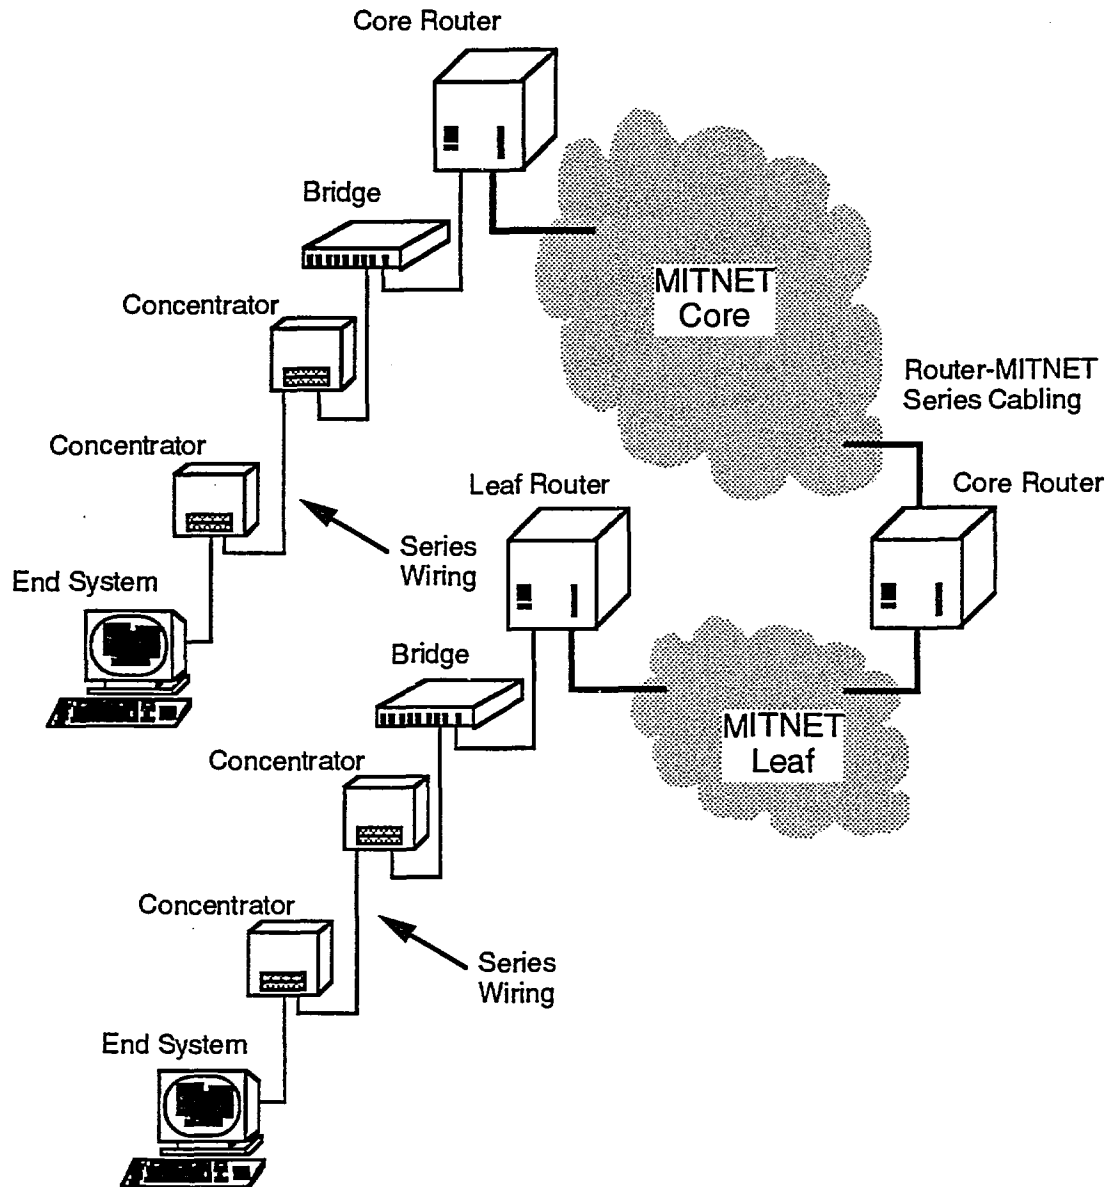 Core Router
Bridge
MITNET
Core
Concentrator
Router-MITNET
Series Cabling
Concentrator
Leaf Router
Core Router
Series
Wiring
End System
Bridge
MITNET
Leaf
Concentrator
Concentrator
Series
Wiring
End System